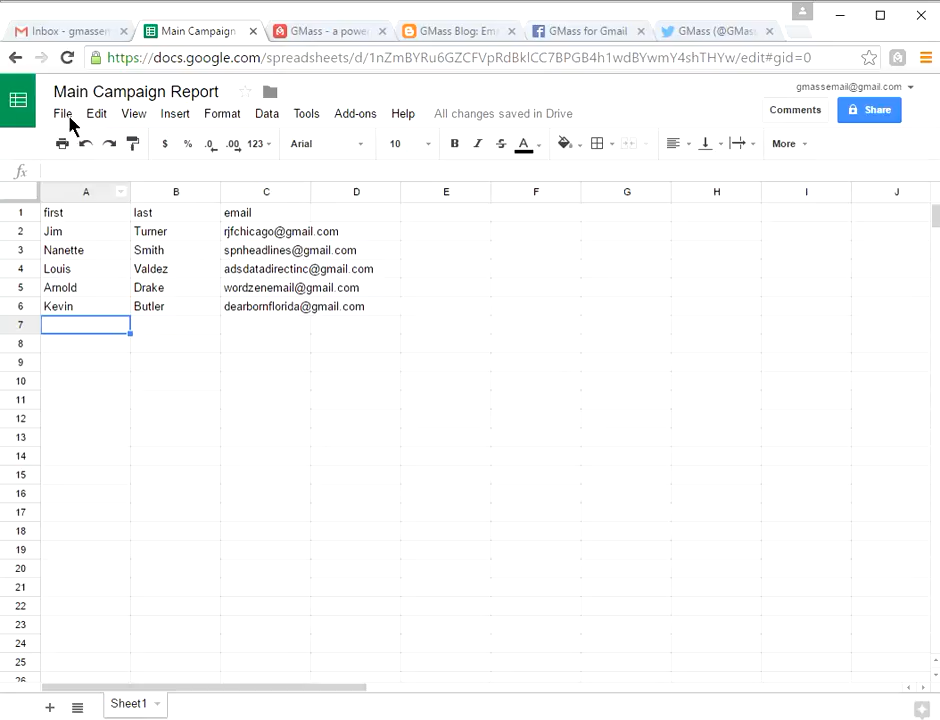 Inbox - gmassem Main Campaign GMass - a powe GMass Blog: Ema GMass for Gmail GMass (@GMass
https://docs.google.com/spreadsheets/d/1nZmBYRu6GZCFVpRdBklCC7BPGB4h1wdBYwmY4shTHYw/edit#gid=0
Main Campaign Report
gmassemail@gmail.com
File Edit View Insert Format Data Tools Add-ons Help All changes saved in Drive
Comments Share
$ % .0 .00 123 Arial 10 B I S A More
fx
A B C D E F G H I J
1 first last email
2 Jim Turner rjfchicago@gmail.com
3 Nanette Smith spnheadlines@gmail.com
4 Louis Valdez adsdatadirectinc@gmail.com
5 Arnold Drake wordzenemail@gmail.com
6 Kevin Butler dearbornflorida@gmail.com
7
8
9
10
11
12
13
14
15
16
17
18
19
20
21
22
23
24
25
26
Sheet1